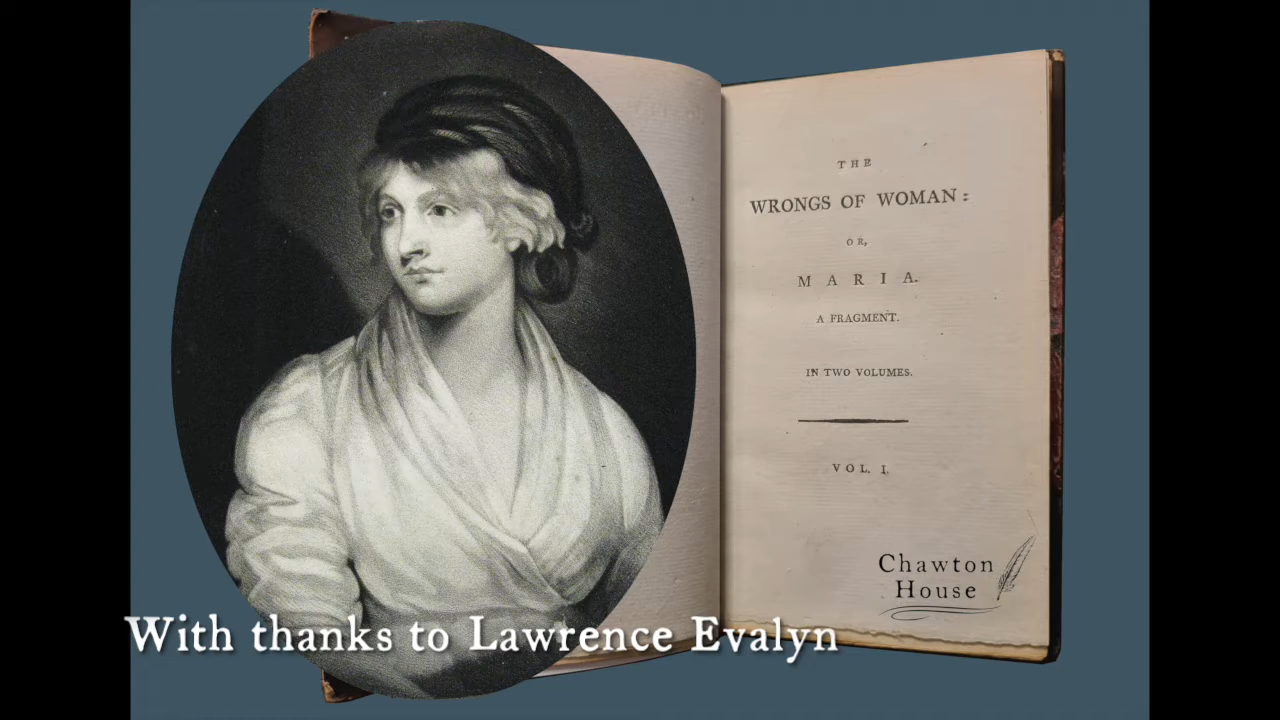 THE
WRONGS OF WOMAN:
OR,
MARIA.
A FRAGMENT.
IN TWO VOLUMES.
VOL. I.
Chawton
House
With thanks to Lawrence Evalyn